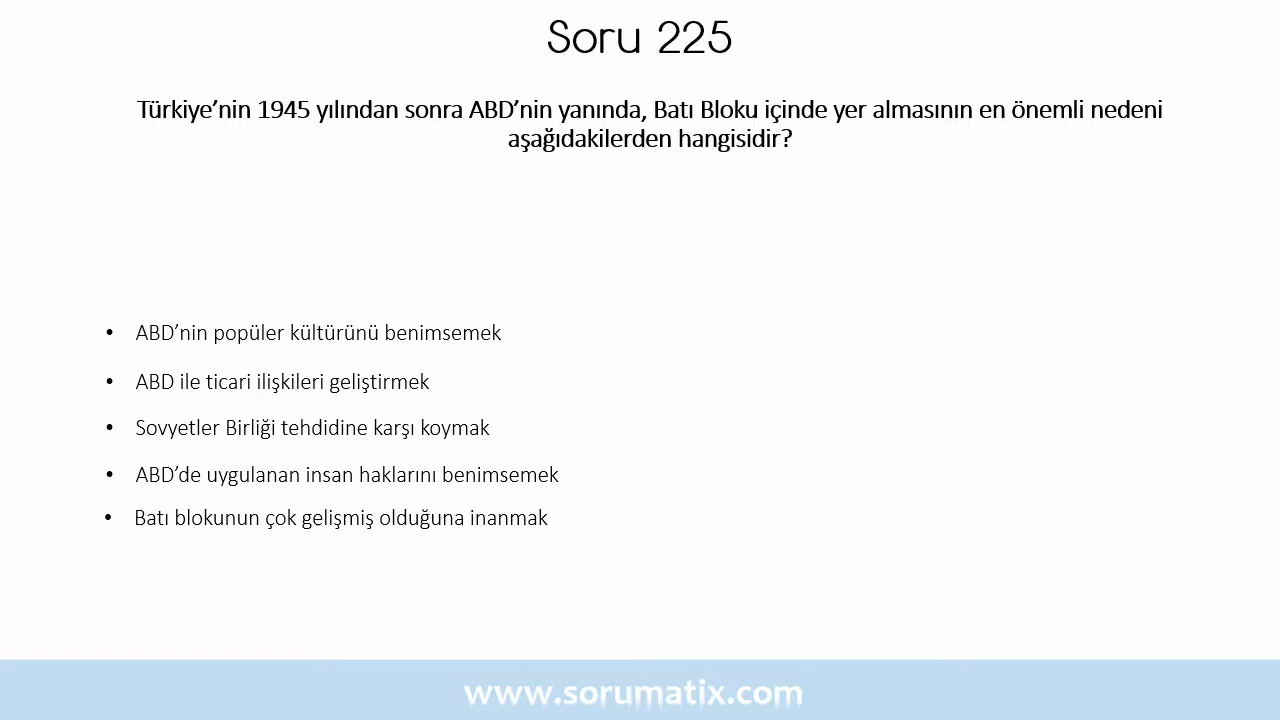 Soru 225
Türkiye’nin 1945 yılından sonra ABD’nin yanında, Batı Bloku içinde yer almasının en önemli nedeni
aşağıdakilerden hangisidir?
• ABD’nin popüler kültürünü benimsemek
• ABD ile ticari ilişkileri geliştirmek
• Sovyetler Birliği tehdidine karşı koymak
• ABD’de uygulanan insan haklarını benimsemek
• Batı blokunun çok gelişmiş olduğuna inanmak
www.sorumatix.com